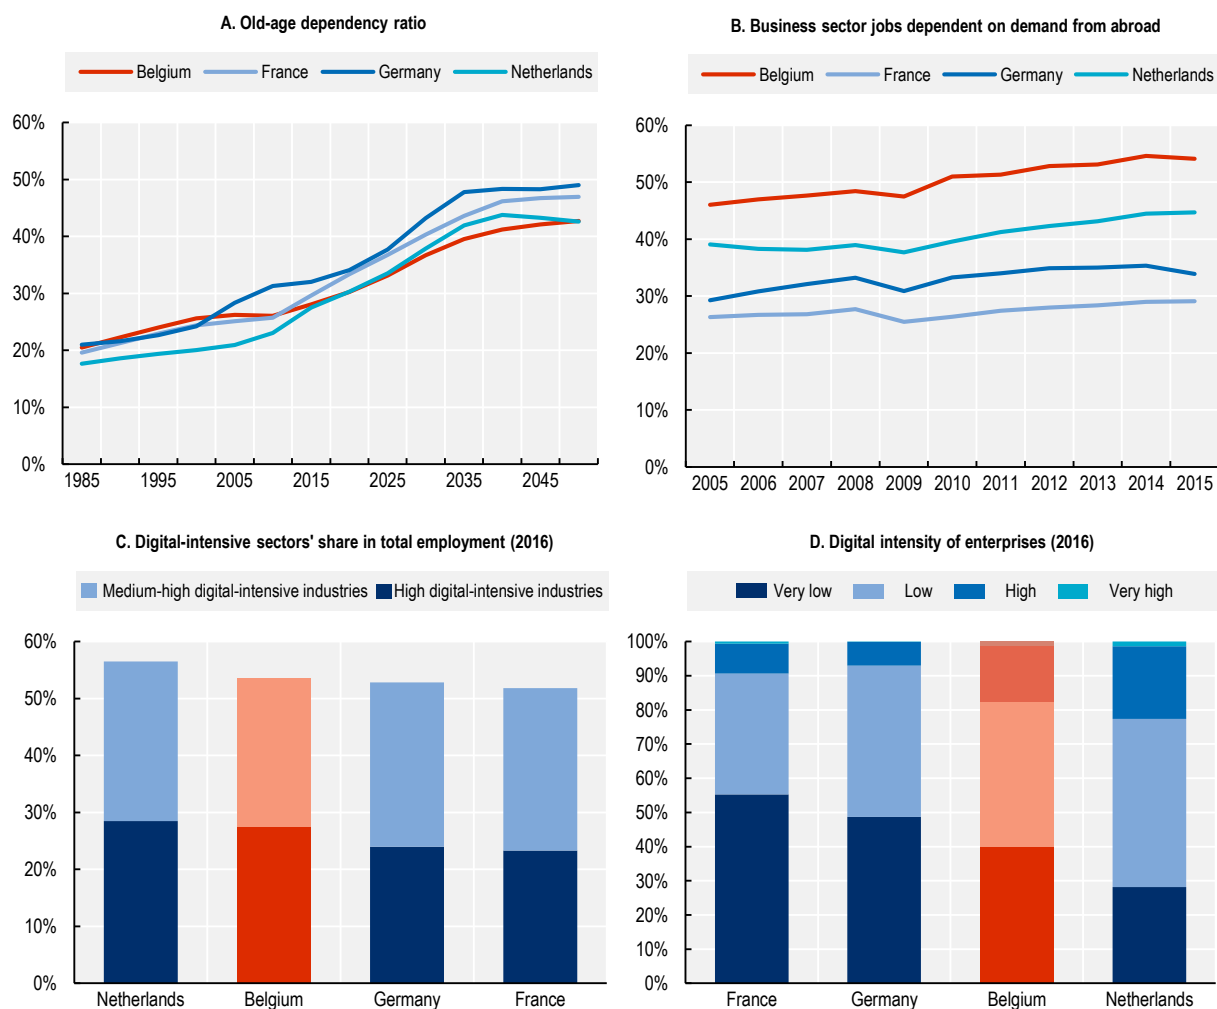 A. Old-age dependency ratio
Belgium France Germany Netherlands
60%
50%
40%
30%
20%
10%
0%
1985 1995 2005 2015 2025 2035 2045
B. Business sector jobs dependent on demand from abroad
Belgium France Germany Netherlands
60%
50%
40%
30%
20%
10%
0%
2005 2006 2007 2008 2009 2010 2011 2012 2013 2014 2015
C. Digital-intensive sectors' share in total employment (2016)
Medium-high digital-intensive industries High digital-intensive industries
60%
50%
40%
30%
20%
10%
0%
Netherlands Belgium Germany France
D. Digital intensity of enterprises (2016)
Very low Low High Very high
100%
90%
80%
70%
60%
50%
40%
30%
20%
10%
0%
France Germany Belgium Netherlands